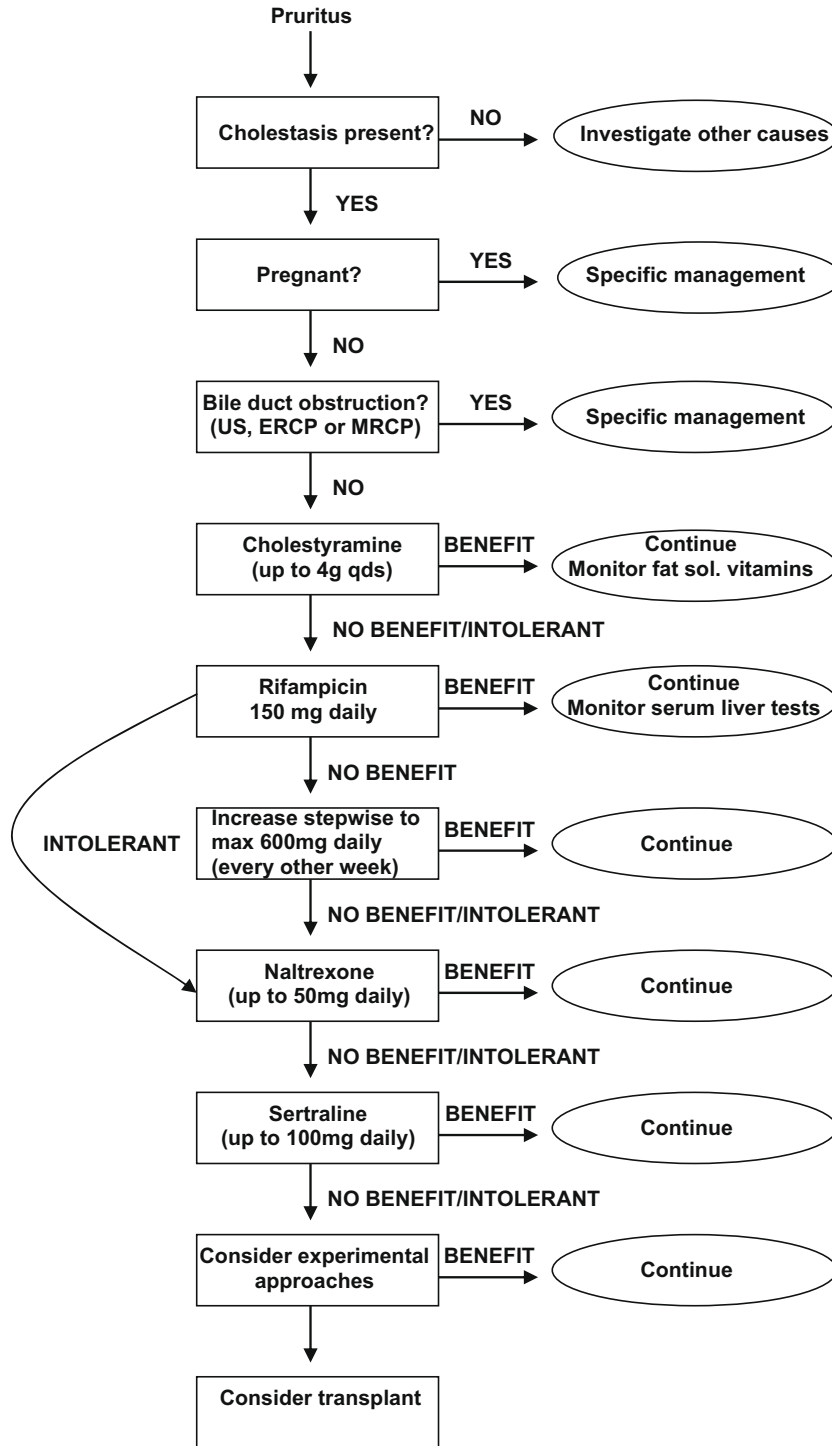 Pruritus
Cholestasis present?
NO
Investigate other causes
YES
Pregnant?
YES
Specific management
NO
Bile duct obstruction?
(US, ERCP or MRCP)
YES
Specific management
NO
Cholestyramine
(up to 4g qds)
BENEFIT
Continue
Monitor fat sol. vitamins
NO BENEFIT/INTOLERANT
Rifampicin
150 mg daily
BENEFIT
Continue
Monitor serum liver tests
NO BENEFIT
INTOLERANT
Increase stepwise to
max 600mg daily
(every other week)
BENEFIT
Continue
NO BENEFIT/INTOLERANT
Naltrexone
(up to 50mg daily)
BENEFIT
Continue
NO BENEFIT/INTOLERANT
Sertraline
(up to 100mg daily)
BENEFIT
Continue
NO BENEFIT/INTOLERANT
Consider experimental
approaches
BENEFIT
Continue
Consider transplant